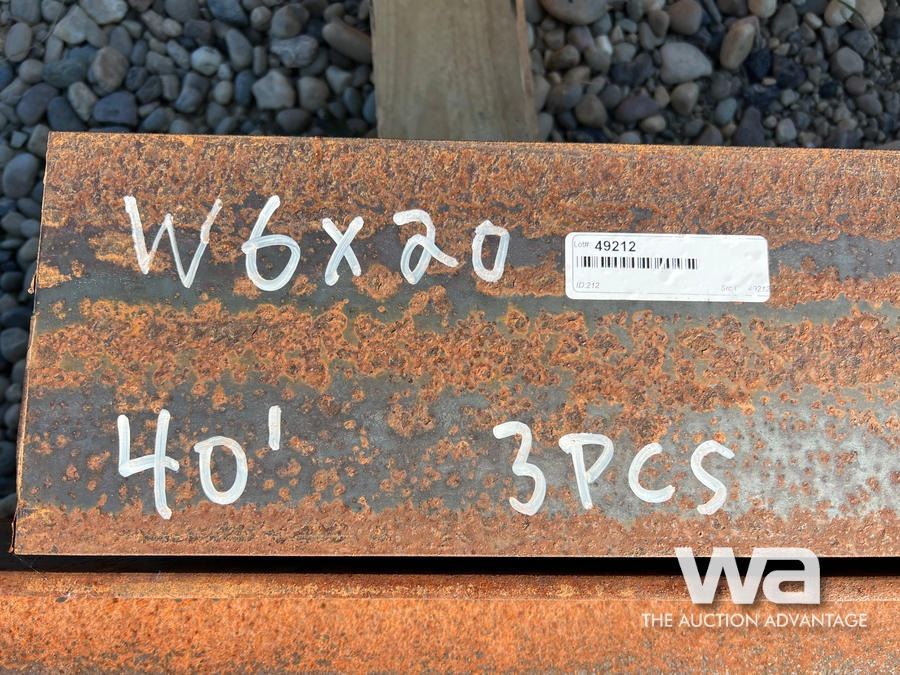 W6x20
Lot#: 49212
ID:212
40' 3PCS
wa
THE AUCTION ADVANTAGE